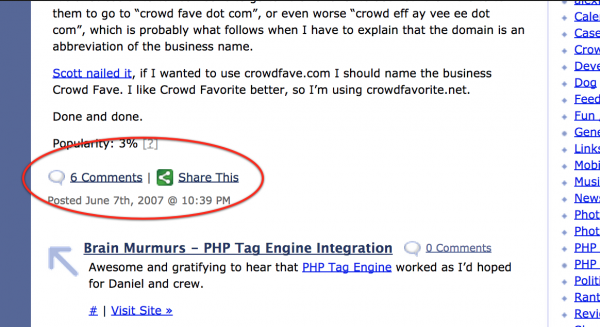 them to go to “crowd fave dot com”, or even worse “crowd eff ay vee ee dot
com”, which is probably what follows when I have to explain that the domain is an
abbreviation of the business name.
Scott nailed it, if I wanted to use crowdfave.com I should name the business
Crowd Fave. I like Crowd Favorite better, so I’m using crowdfavorite.net.
Done and done.
Popularity: 3% [?]
6 Comments | Share This
Posted June 7th, 2007 @ 10:39 PM
Brain Murmurs – PHP Tag Engine Integration 0 Comments
Awesome and gratifying to hear that PHP Tag Engine worked as I’d hoped
for Daniel and crew.
# | Visit Site »
Caler
Case
Crow
Deve
Dog
Feed
Fun
Gene
Links
Mobi
Musi
News
Phot
Phot
PHP
PHP
Politi
Rant
Revi